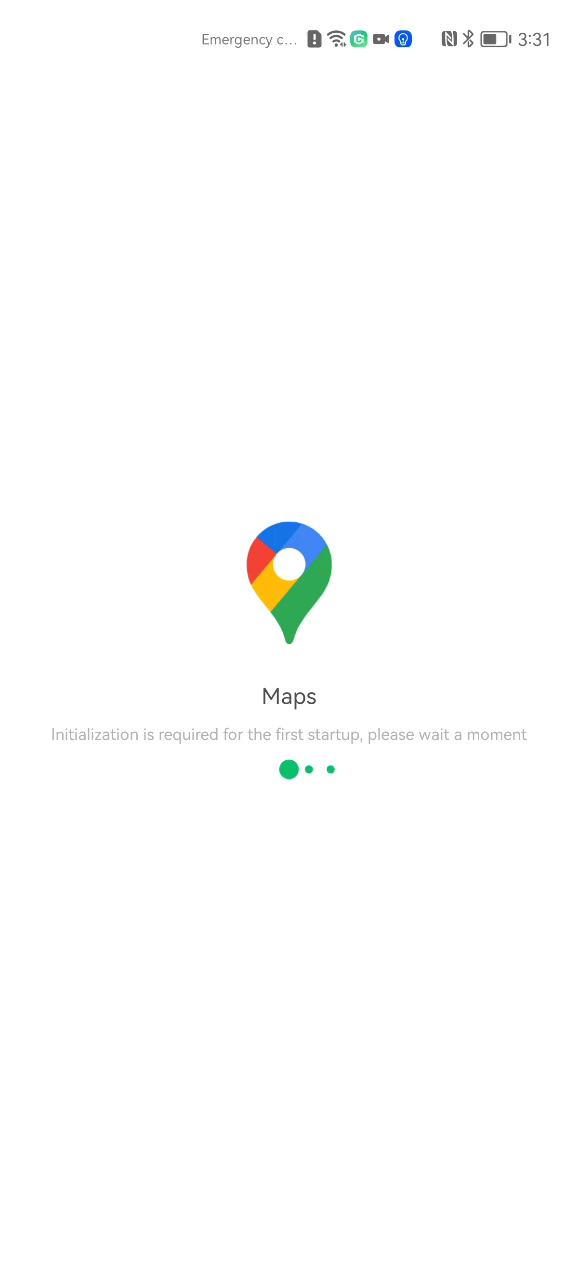 Emergency c... 3:31
Maps
Initialization is required for the first startup, please wait a moment